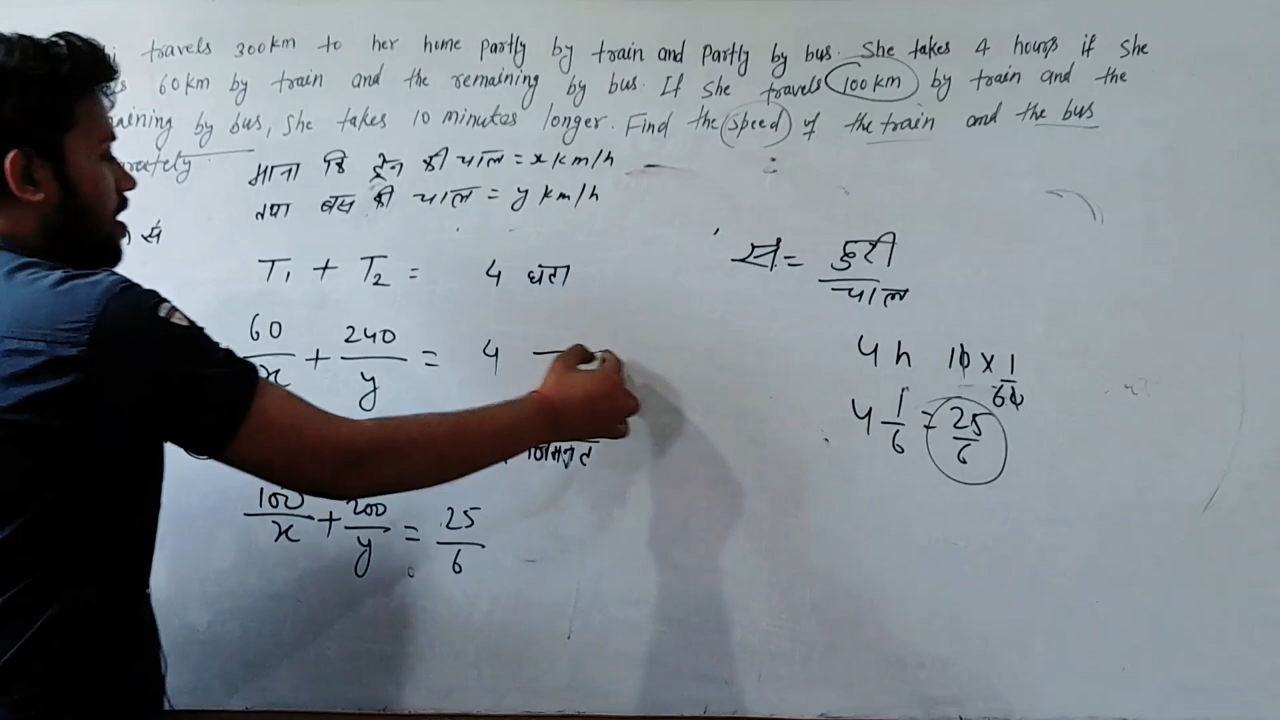 travels 300km to her home partly by train and partly by bus. She takes 4 hours if she
60km by train and the remaining by bus. If She travels 100km by train and the
by bus, She takes 10 minutes longer. Find the speed of the train and the bus
माना कि ट्रेन की चाल = x km/h
तथा बस की चाल = y km/h
से
T₁ + T₂ = 4 घंटा
60/x + 240/y = 4
100/x + 200/y = 25/6
स. = दुरी/चाल
4h 10 x 1/60
4 1/6 = 25/6